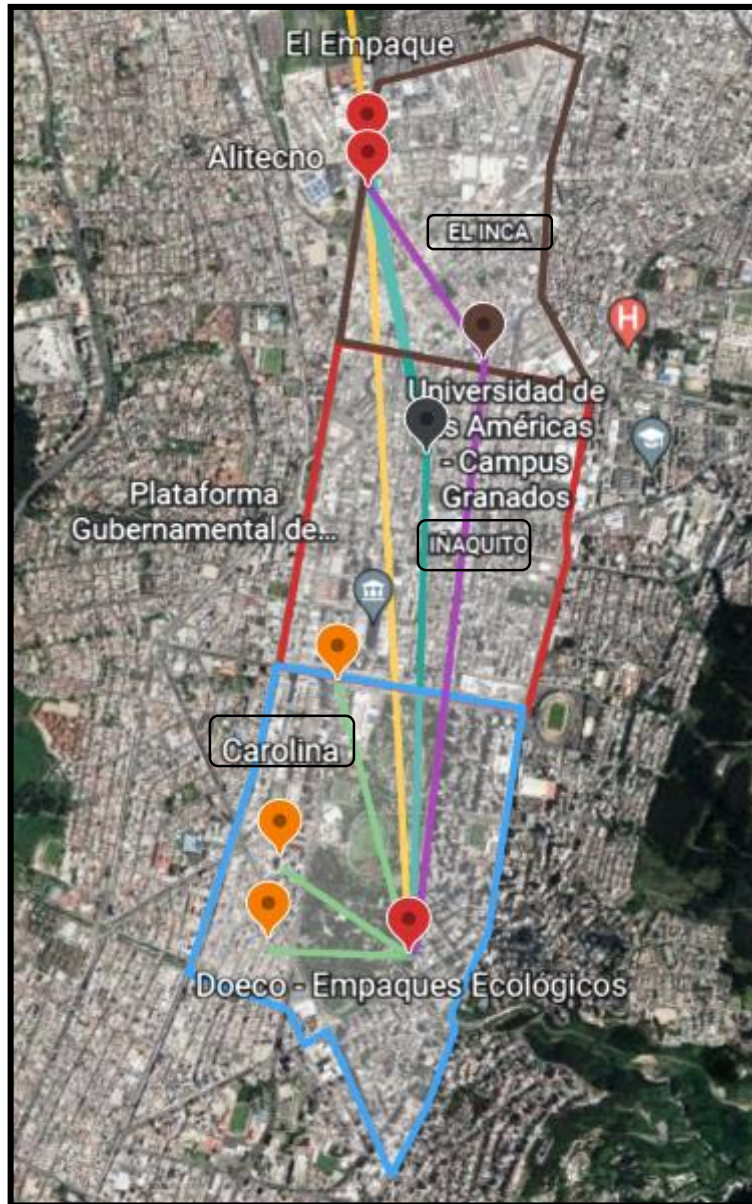 El Empaque
Alitecno
EL INCA
H
Universidad de
s Américas
- Campus
Granados
Plataforma
Gubernamental de...
IÑAQUITO
Carolina
Doeco - Empaques Ecológicos